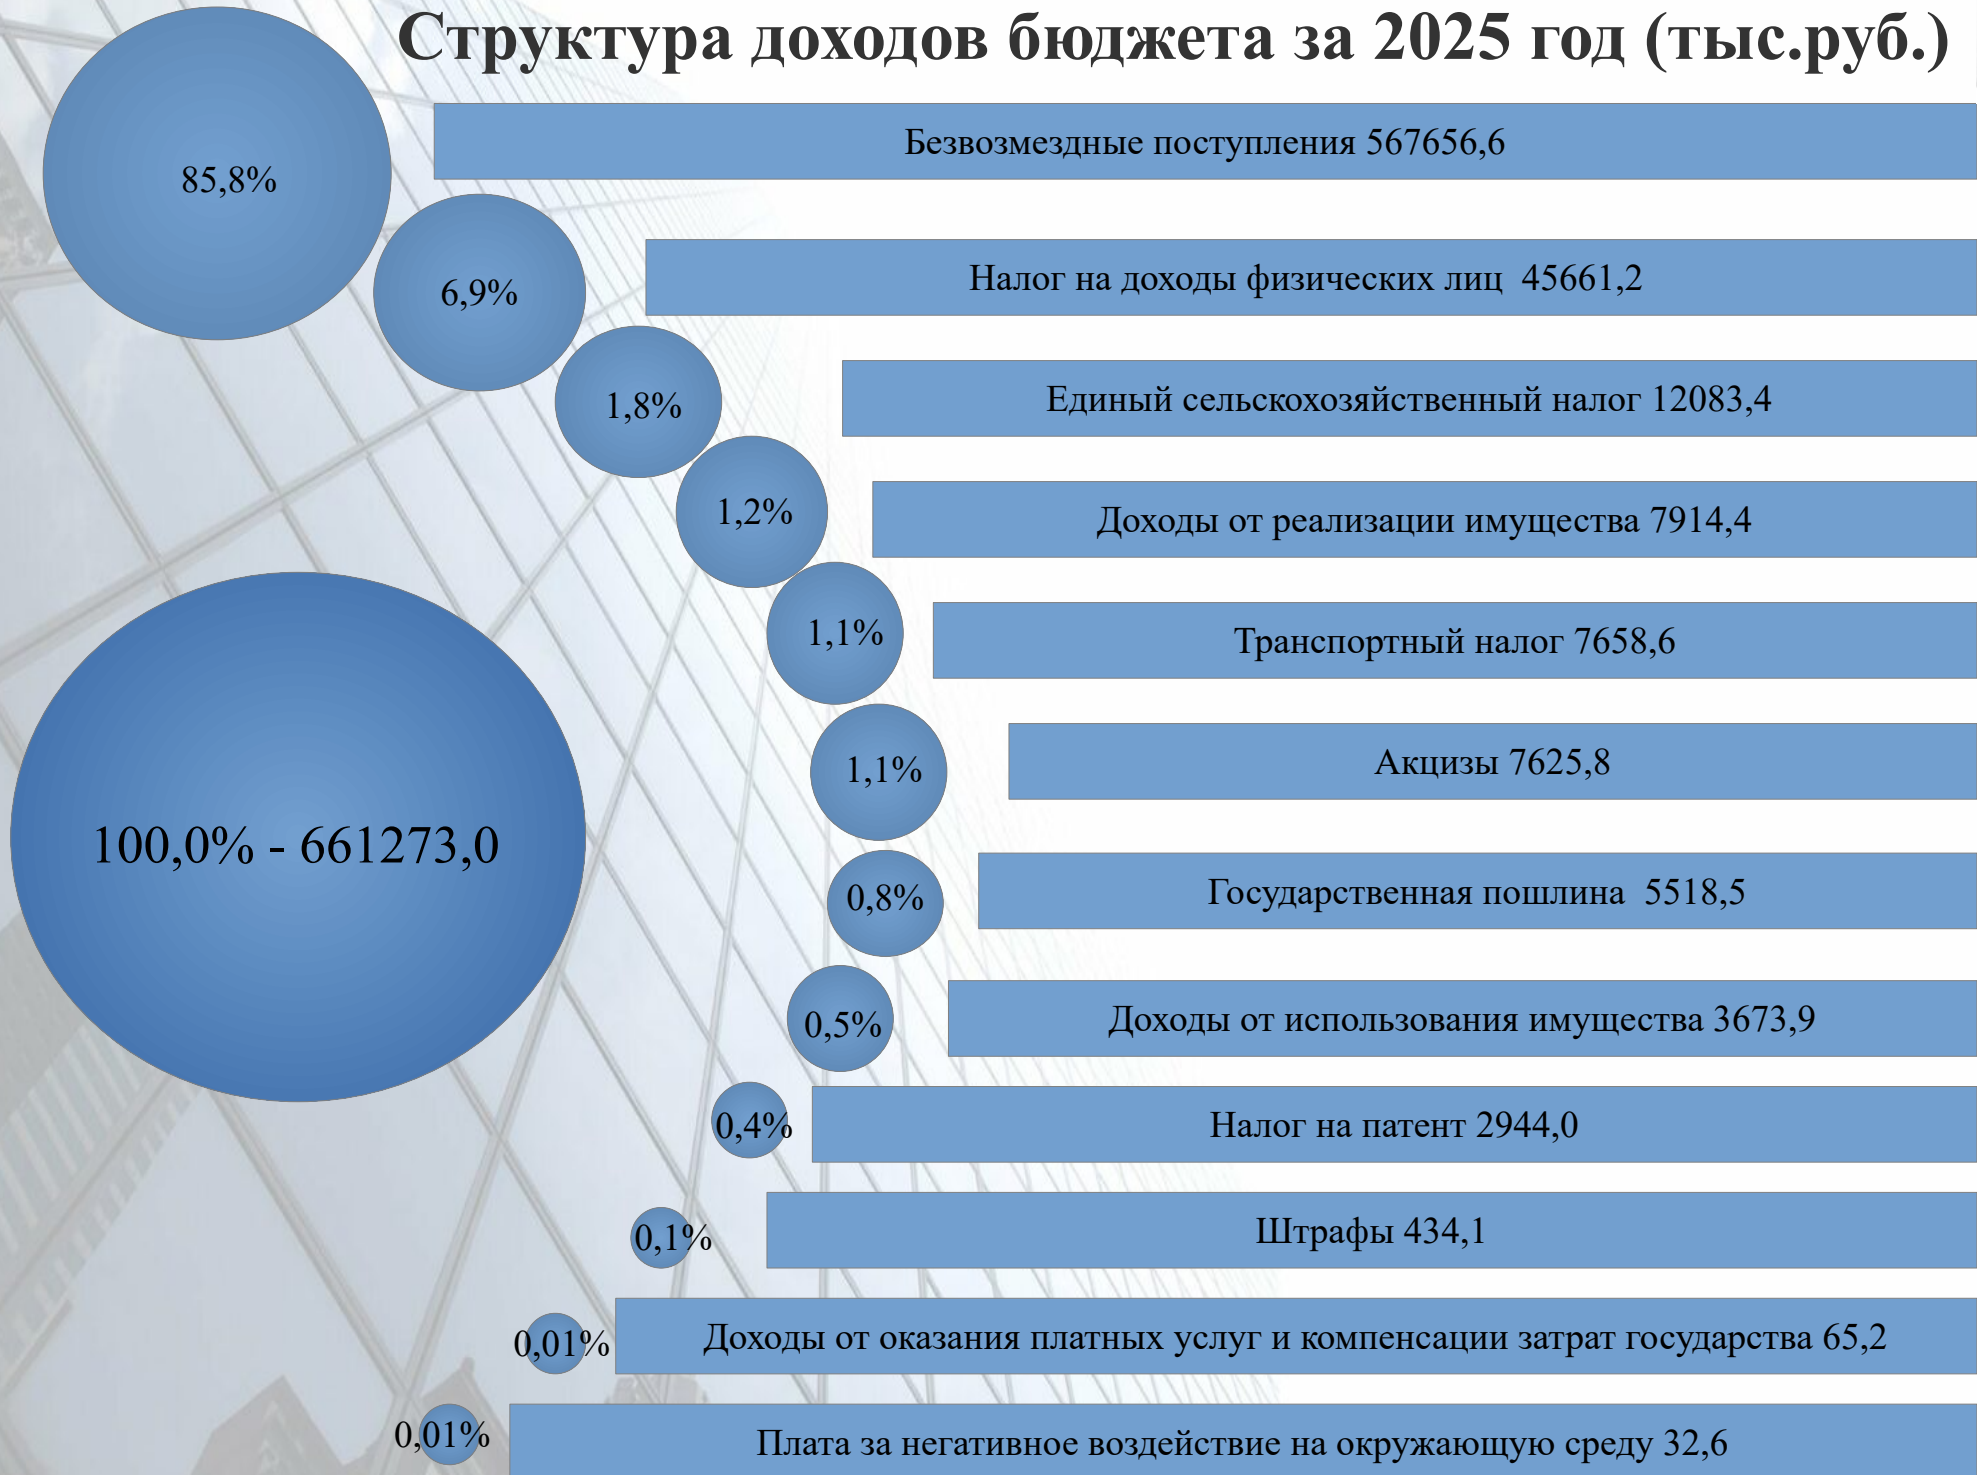 Структура доходов бюджета за 2025 год (тыс.руб.)
85,8%
Безвозмездные поступления 567656,6
6,9%
Налог на доходы физических лиц  45661,2
1,8%
Единый сельскохозяйственный налог 12083,4
1,2%
Доходы от реализации имущества 7914,4
1,1%
Транспортный налог 7658,6
1,1%
Акцизы 7625,8
100,0% - 661273,0
0,8%
Государственная пошлина  5518,5
0,5%
Доходы от использования имущества 3673,9
0,4%
Налог на патент 2944,0
0,1%
Штрафы 434,1
0,01%
Доходы от оказания платных услуг и компенсации затрат государства 65,2
0,01%
Плата за негативное воздействие на окружающую среду 32,6